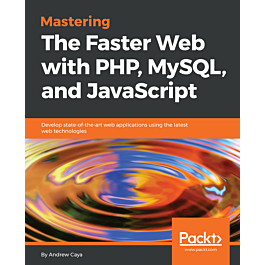 Mastering
The Faster Web
with PHP, MySQL,
and JavaScript
Develop state-of-the-art web applications using the latest
web technologies
Packt>
www.packt.com
By Andrew Caya